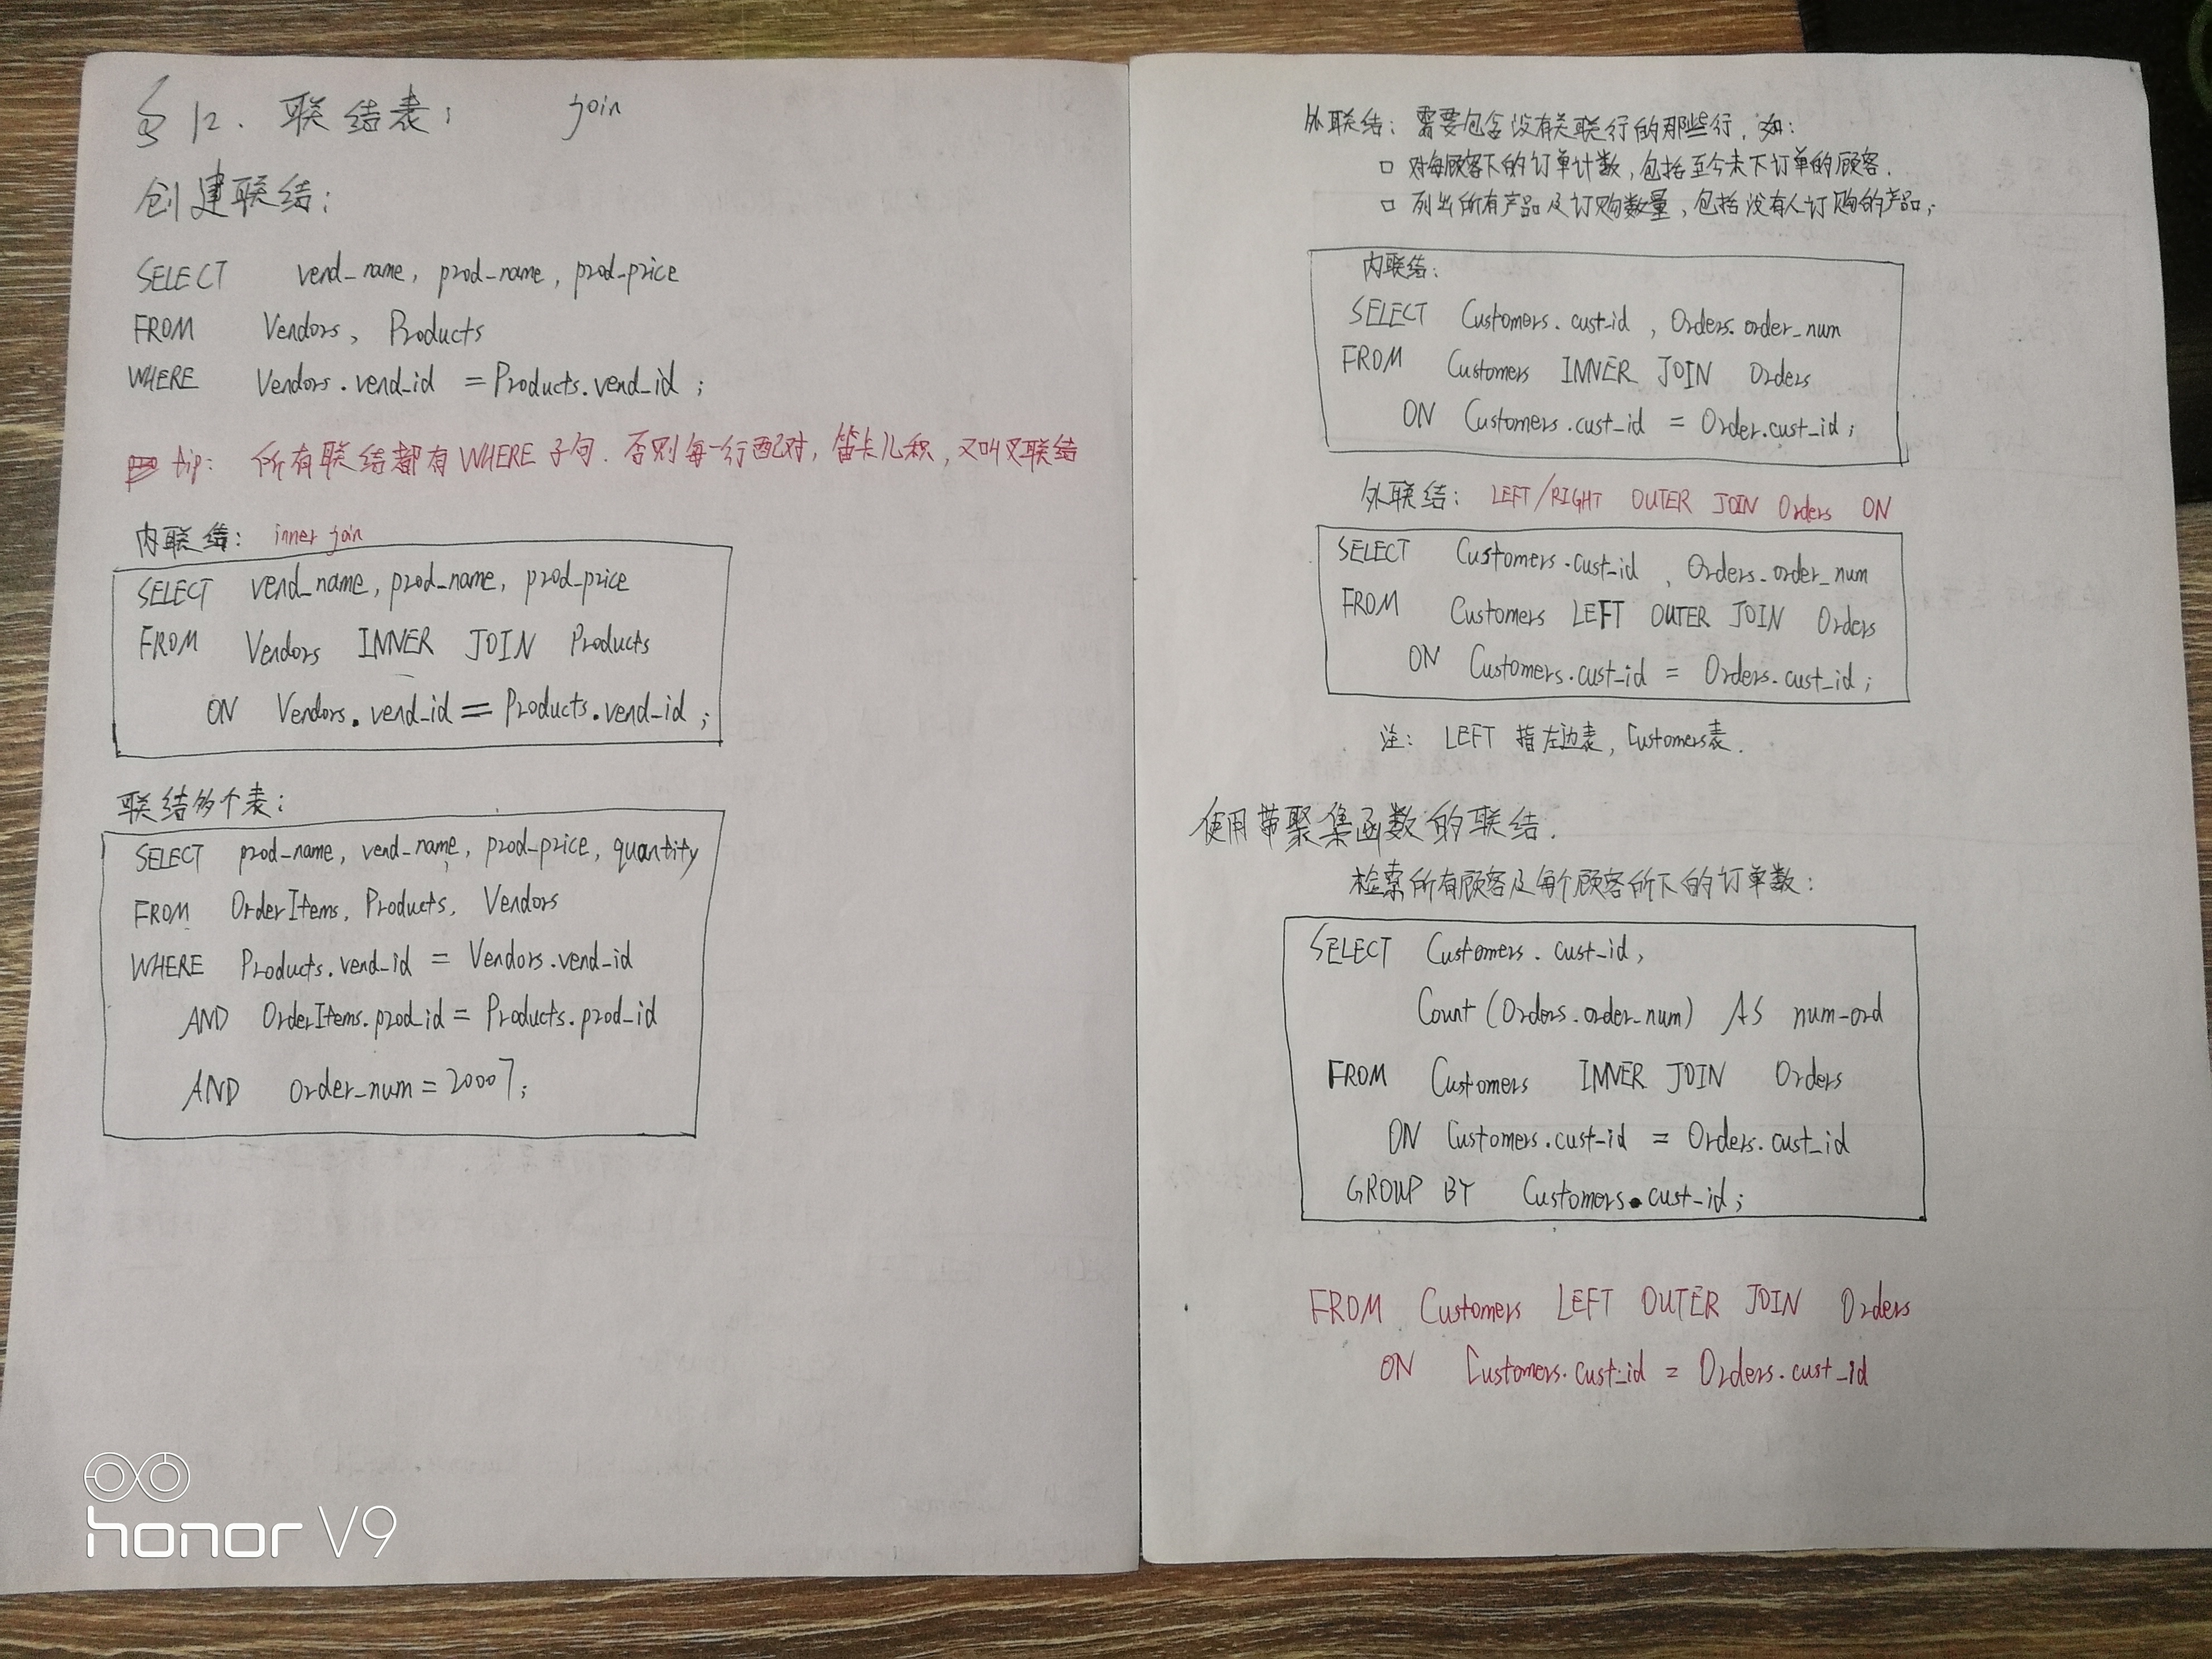 §12. 联结表: join
创建联结:
SELECT vend_name, prod_name, prod_price
FROM Vendors, Products
WHERE Vendors.vend_id = Products.vend_id;
tip: 所有联结都有WHERE子句. 否则每一行配对, 笛卡儿积, 又叫叉联结
内联结: inner join
SELECT vend_name, prod_name, prod_price
FROM Vendors INNER JOIN Products
ON Vendors.vend_id = Products.vend_id;
联结多个表:
SELECT prod_name, vend_name, prod_price, quantity
FROM OrderItems, Products, Vendors
WHERE Products.vend_id = Vendors.vend_id
AND OrderItems.prod_id = Products.prod_id
AND order_num = 20007;
外联结: 需要包含没有关联行的那些行. 如:
□ 对每顾客下的订单计数, 包括至今未下订单的顾客.
□ 列出所有产品及订购数量, 包括没有人订购的产品;
内联结:
SELECT Customers.cust_id, Orders.order_num
FROM Customers INNER JOIN Orders
ON Customers.cust_id = Order.cust_id;
外联结: LEFT/RIGHT OUTER JOIN Orders ON
SELECT Customers.cust_id, Orders.order_num
FROM Customers LEFT OUTER JOIN Orders
ON Customers.cust_id = Orders.cust_id;
注: LEFT 指左边表, Customers表.
使用带聚集函数的联结.
检索所有顾客及每个顾客所下的订单数:
SELECT Customers.cust_id,
Count(Orders.order_num) AS num_ord
FROM Customers INNER JOIN Orders
ON Customers.cust_id = Orders.cust_id
GROUP BY Customers.cust_id;
FROM Customers LEFT OUTER JOIN Orders
ON Customers.cust_id = Orders.cust_id
honor V9